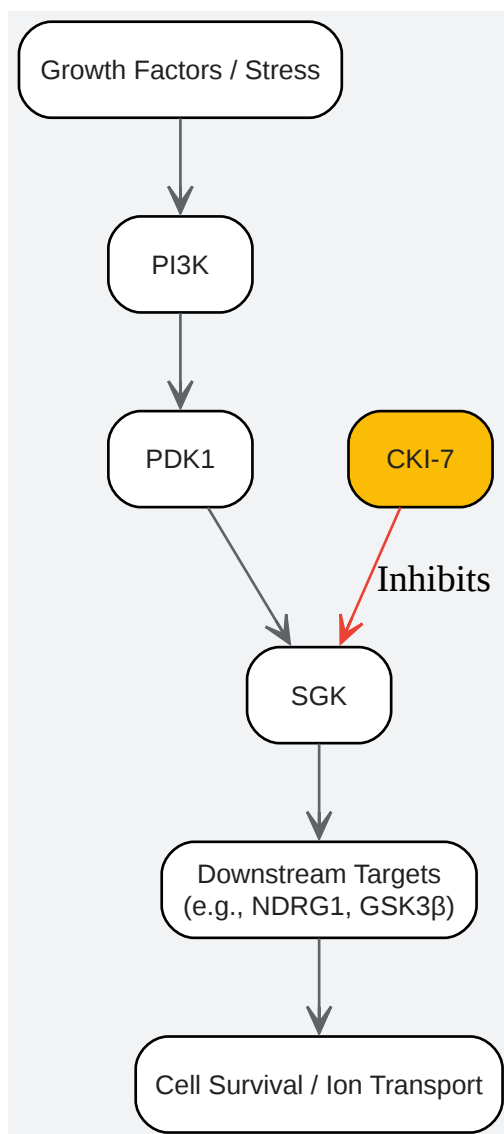 Growth Factors / Stress
PI3K
PDK1
CKI-7
Inhibits
SGK
Downstream Targets
(e.g., NDRG1, GSK3β)
Cell Survival / Ion Transport